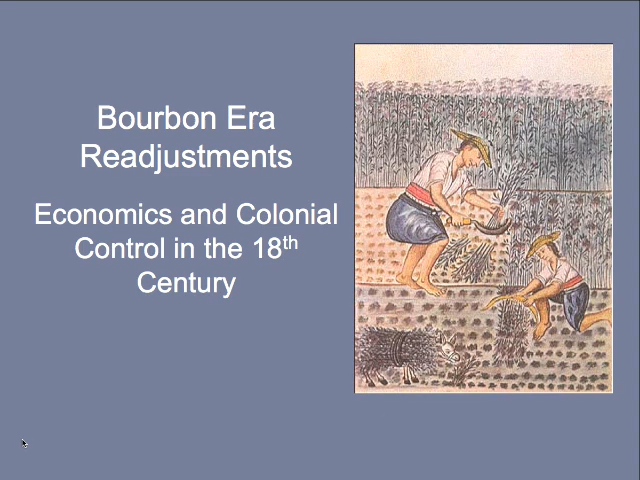 Bourbon Era
Readjustments
Economics and Colonial
Control in the 18th
Century